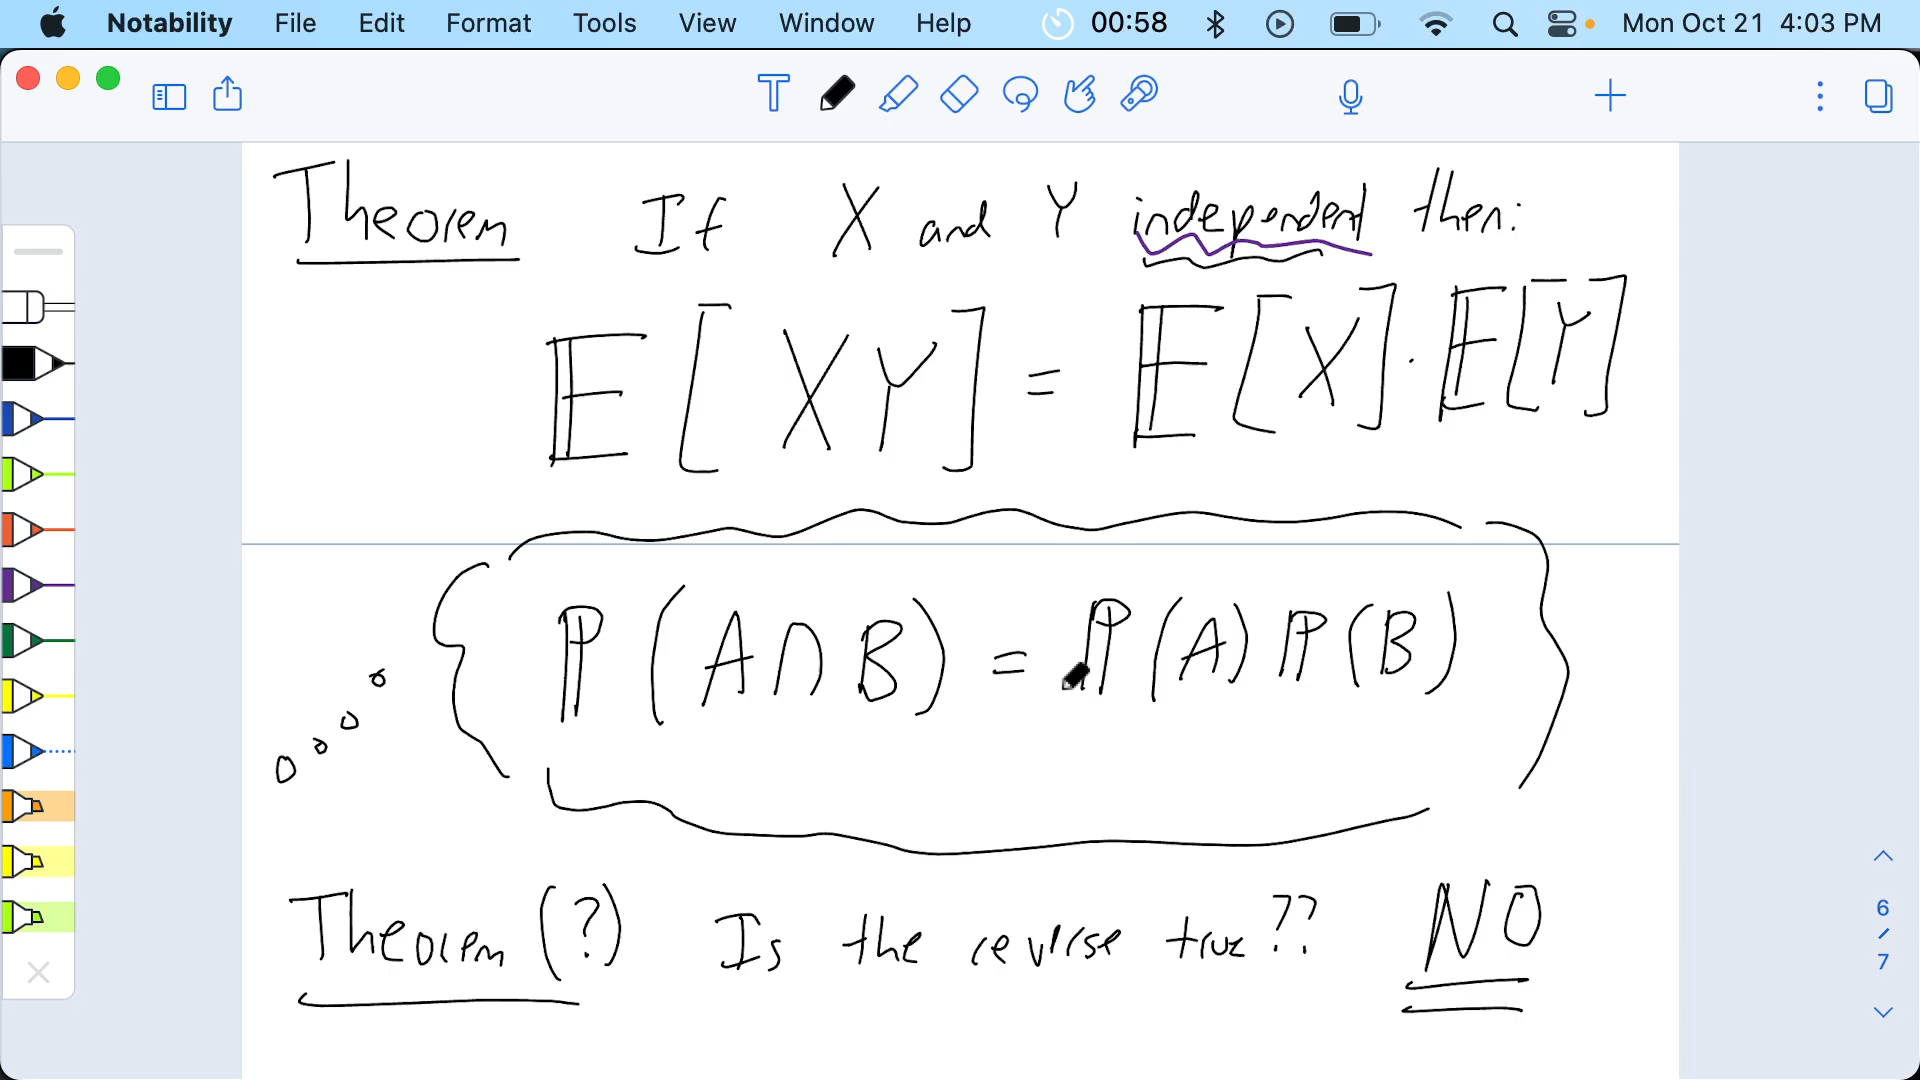 Notability File Edit Format Tools View Window Help 00:58 Mon Oct 21 4:03 PM
Theorem If X and Y independent then:
𝔼[XY] = 𝔼[X] · 𝔼[Y]
ℙ(A∩B) = ℙ(A) ℙ(B)
Theorem (?) Is the reverse true?? NO
6
/
7